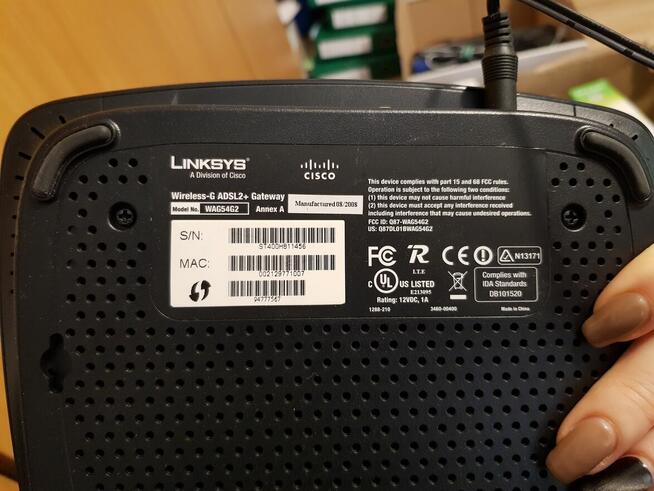 LINKSYS®
A Division of Cisco
CISCO
Wireless-G ADSL2+ Gateway
Model No. WAG54G2 Annex A
Manufactured 08/2008
S/N:
ST400H811456
MAC:
002129771007
94777567
This device complies with part 15 and 68 FCC rules.
Operation is subject to the following two conditions:
(1) this device may not cause harmful interference
(2) this device must accept any interference received
including interference that may cause undesired operations.
FCC ID: Q87-WAG54G2
US: Q87DL01BWAG54G2
FC
I.T.E
CE
N13171
c UL US LISTED
E213095
Rating: 12VDC, 1A
Complies with
IDA Standards
DB101520
1288-210 3460-00400 Made in China